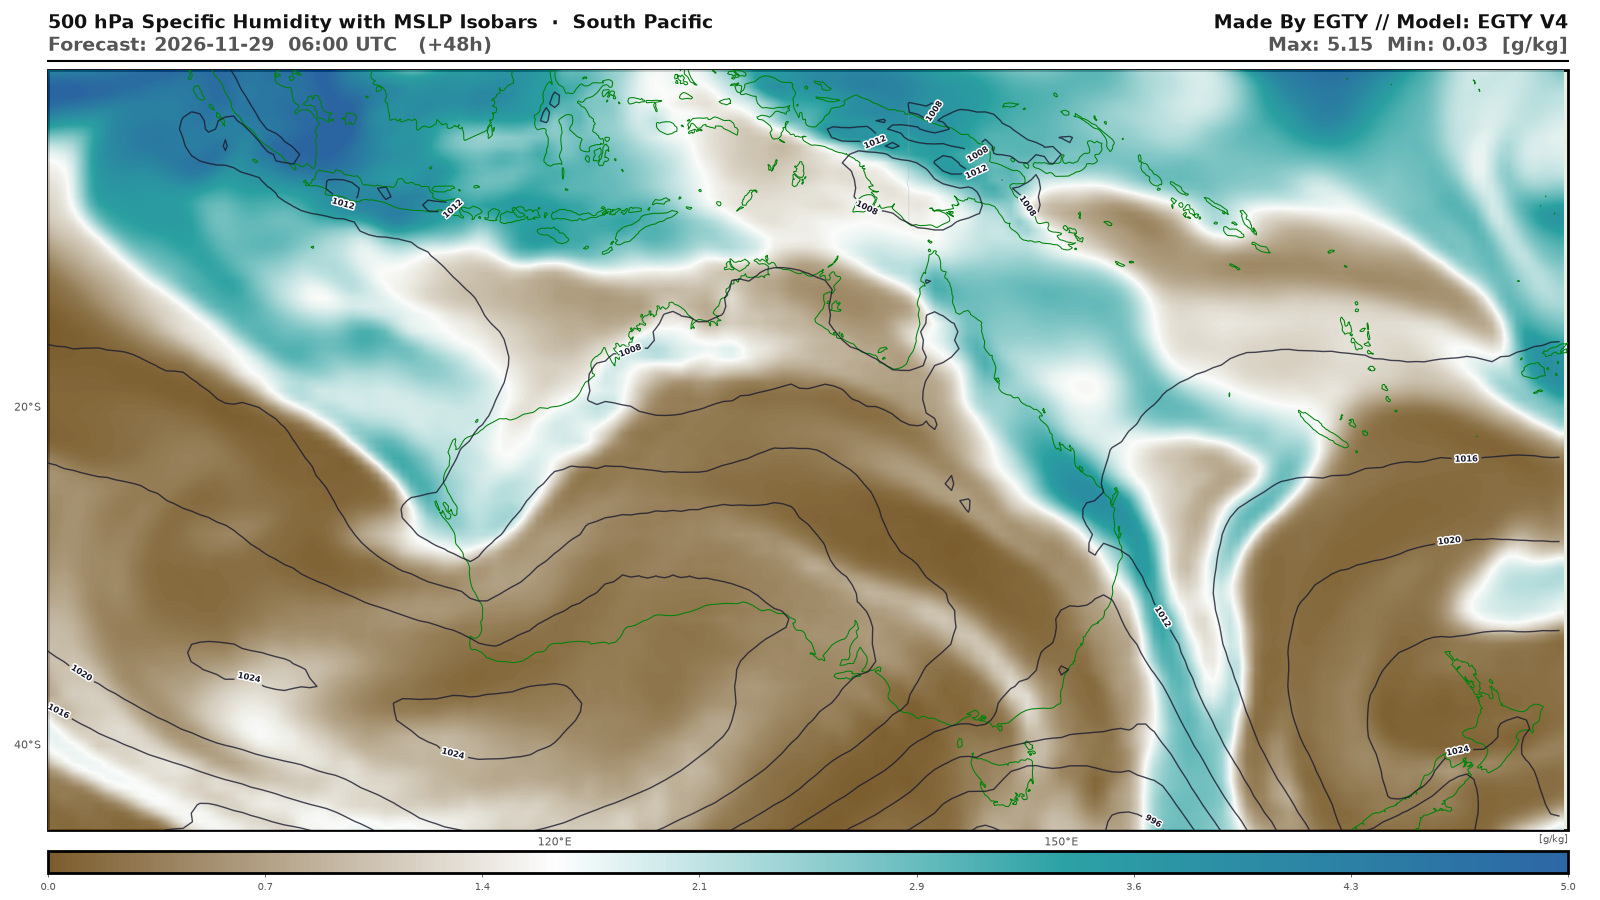 500 hPa Specific Humidity with MSLP Isobars · South Pacific
Made By EGTY // Model: EGTY V4
Forecast: 2026-11-29 06:00 UTC (+48h)
Max: 5.15 Min: 0.03 [g/kg]
1008
1012
1008
1012
1012
1012
1008
1008
1008
20°S
1016
1020
1012
1020
1024
1016
1024
1024
40°S
996
120°E
150°E
[g/kg]
0.0
0.7
1.4
2.1
2.9
3.6
4.3
5.0